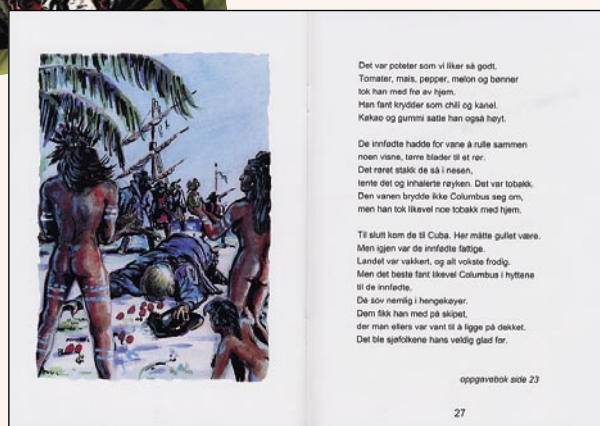 Det var poteter som vi liker så godt.
Tomater, mais, pepper, melon og bønner
tok han med frø av hjem.
Han fant krydder som chili og kanel.
Kakao og gummi satte han også høyt.
De innfødte hadde for vane å rulle sammen
noen visne, tørre blader til et rør.
Det røret stakk de så i nesen,
tente det og inhalerte røyken. Det var tobakk.
Den vanen brydde ikke Columbus seg om,
men han tok likevel noe tobakk med hjem.
Til slutt kom de til Cuba. Her måtte gullet være.
Men igjen var de innfødte fattige.
Landet var vakkert, og alt vokste frodig.
Men det beste fant likevel Columbus i hyttene
til de innfødte.
De sov nemlig i hengekøyer.
Dem fikk han med på skipet,
der man ellers var vant til å ligge på dekket.
Det ble sjøfolkene hans veldig glad for.
oppgavebok side 23
27